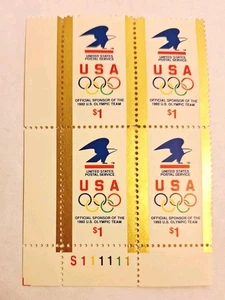 UNITED STATES
POSTAL SERVICE
USA
OFFICIAL SPONSOR OF THE
1992 U.S. OLYMPIC TEAM
$1
UNITED STATES
POSTAL SERVICE
USA
OFFICIAL SPONSOR OF THE
1992 U.S. OLYMPIC TEAM
$1
UNITED STATES
POSTAL SERVICE
USA
OFFICIAL SPONSOR OF THE
1992 U.S. OLYMPIC TEAM
$1
UNITED STATES
POSTAL SERVICE
USA
OFFICIAL SPONSOR OF THE
1992 U.S. OLYMPIC TEAM
$1
S111111